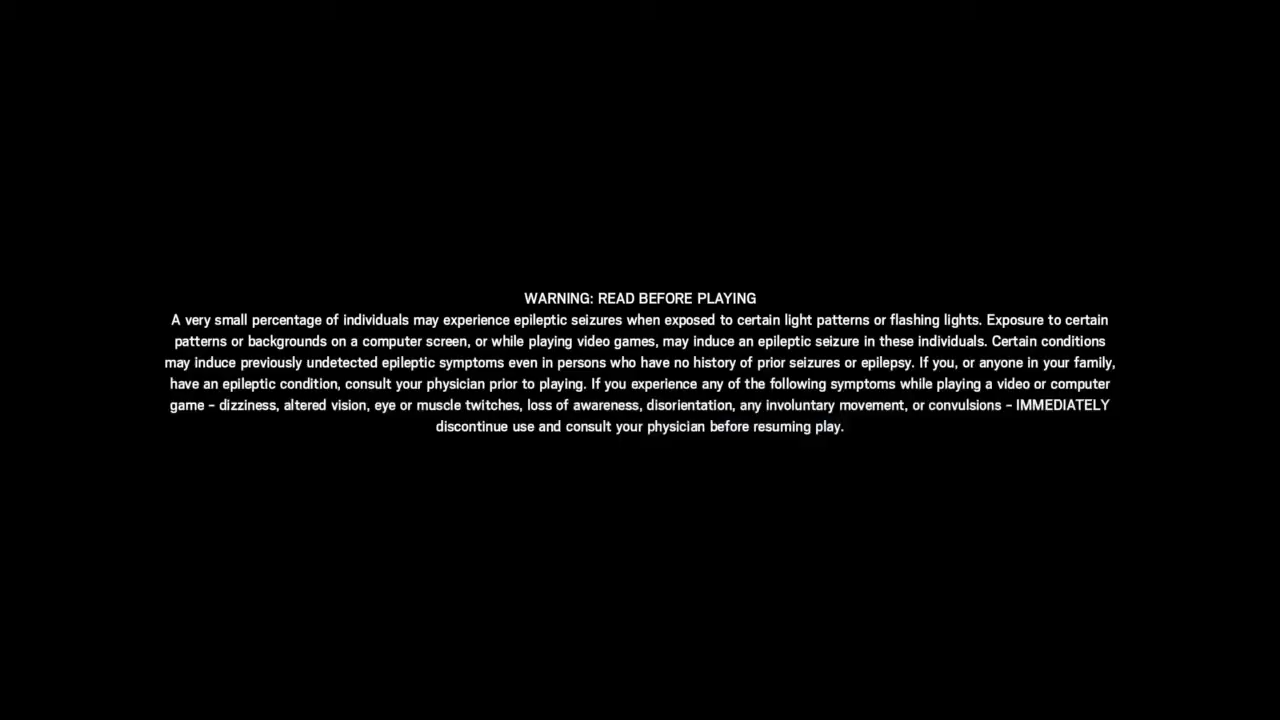 WARNING: READ BEFORE PLAYING
A very small percentage of individuals may experience epileptic seizures when exposed to certain light patterns or flashing lights. Exposure to certain
patterns or backgrounds on a computer screen, or while playing video games, may induce an epileptic seizure in these individuals. Certain conditions
may induce previously undetected epileptic symptoms even in persons who have no history of prior seizures or epilepsy. If you, or anyone in your family,
have an epileptic condition, consult your physician prior to playing. If you experience any of the following symptoms while playing a video or computer
game – dizziness, altered vision, eye or muscle twitches, loss of awareness, disorientation, any involuntary movement, or convulsions – IMMEDIATELY
discontinue use and consult your physician before resuming play.